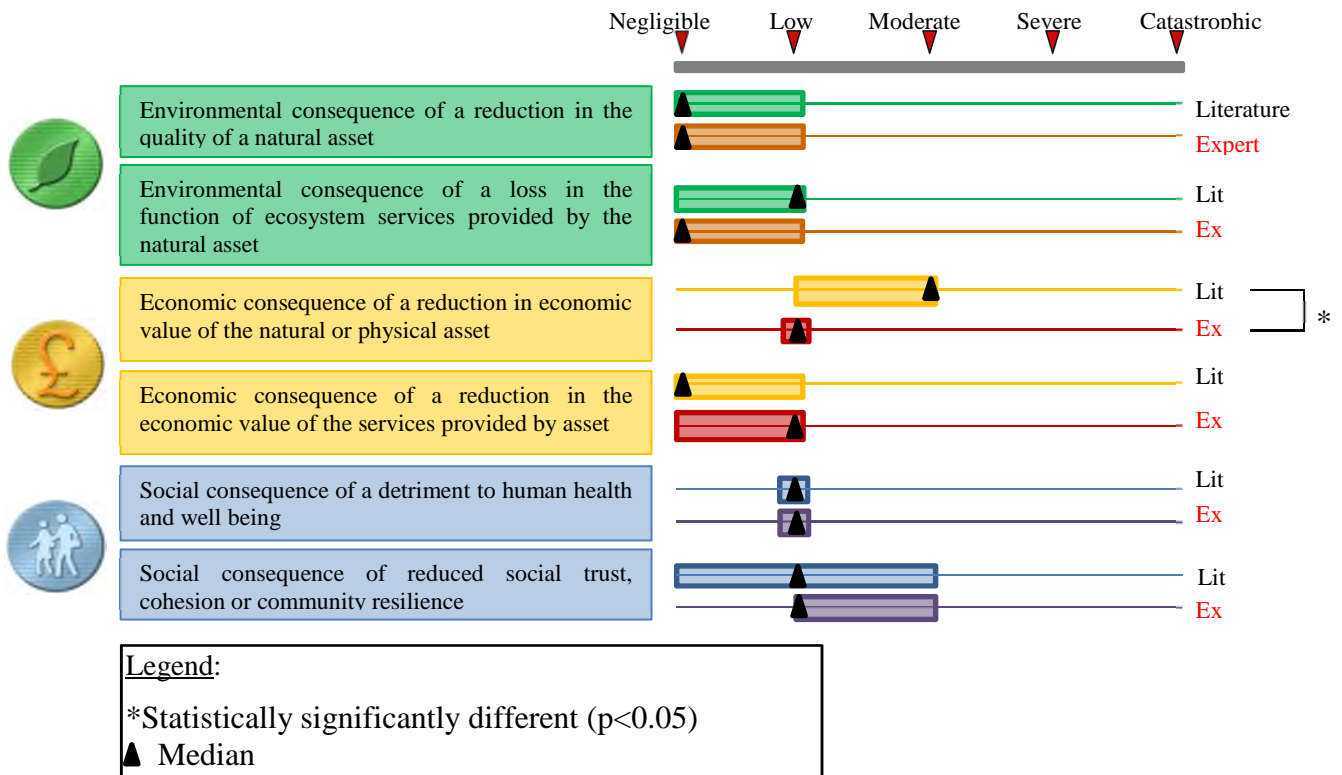 Negligible Low Moderate Severe Catastrophic
Environmental consequence of a reduction in the
quality of a natural asset
Literature
Expert
Environmental consequence of a loss in the
function of ecosystem services provided by the
natural asset
Lit
Ex
Economic consequence of a reduction in economic
value of the natural or physical asset
Lit
Ex
*
Economic consequence of a reduction in the
economic value of the services provided by asset
Lit
Ex
Social consequence of a detriment to human health
and well being
Lit
Ex
Social consequence of reduced social trust,
cohesion or community resilience
Lit
Ex
£
Legend:
*Statistically significantly different (p<0.05)
Median